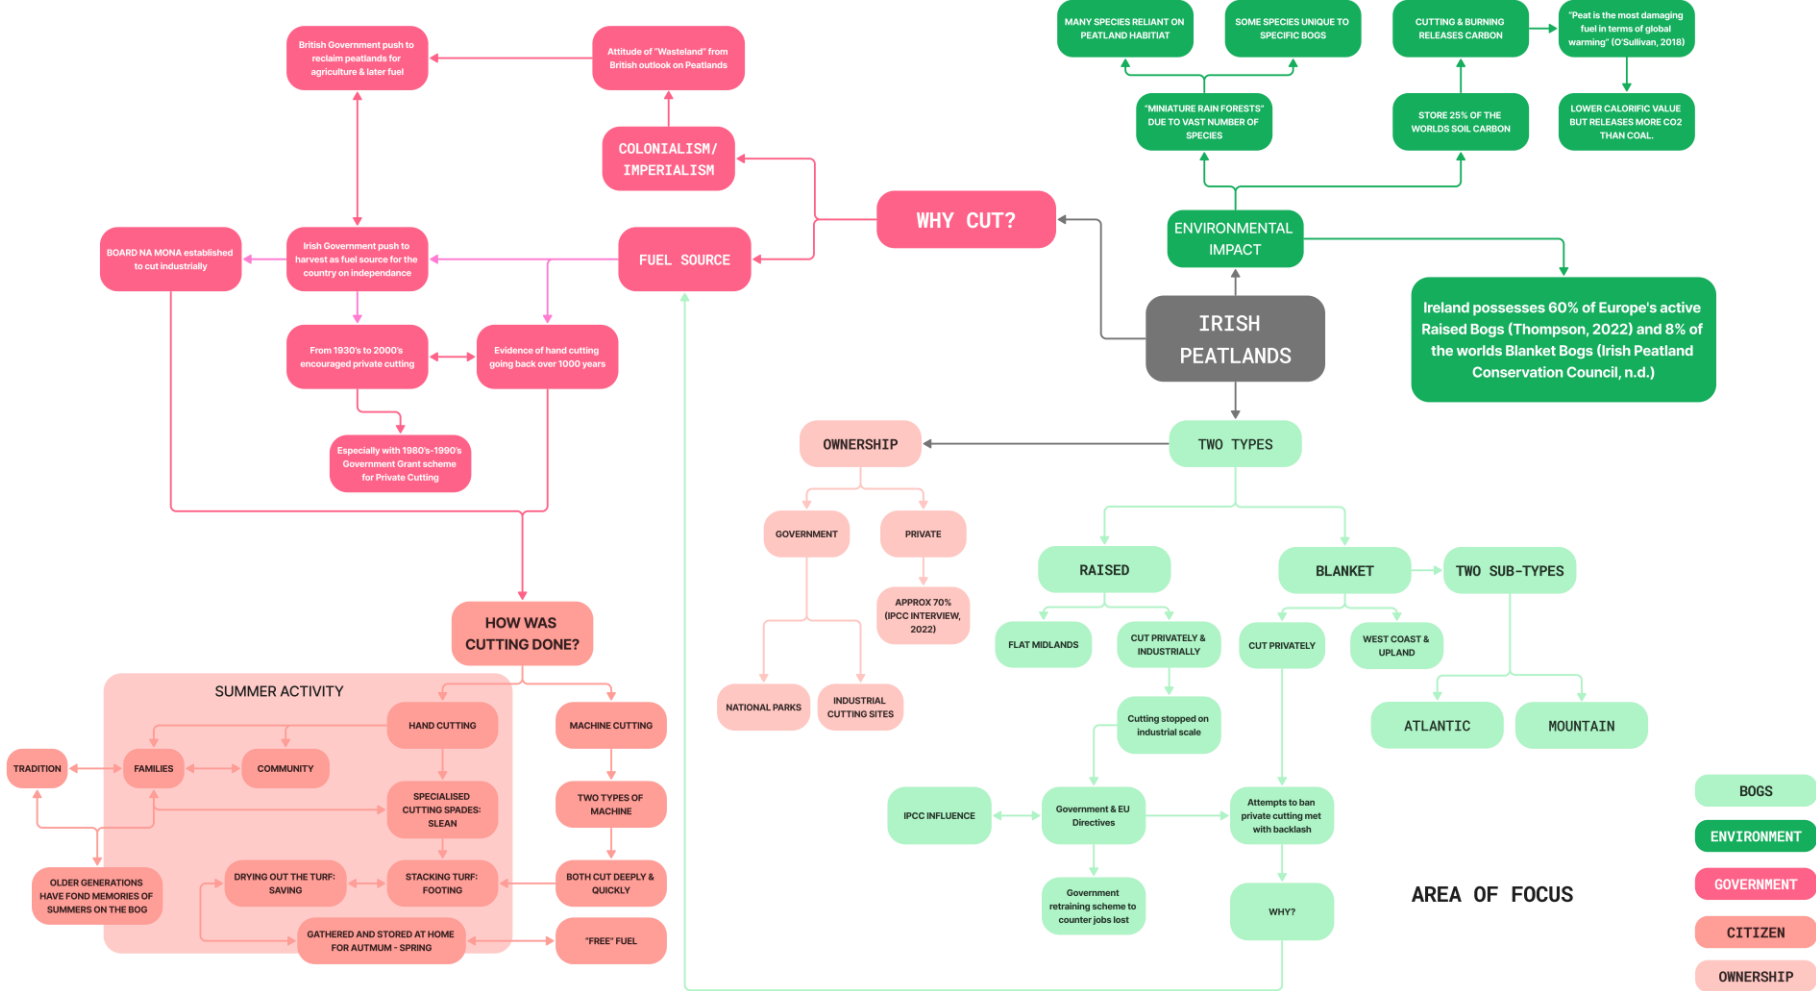 British Government push to
reclaim peatlands for
agriculture & later fuel
Attitude of "Wasteland" from
British outlook on Peatlands
COLONIALISM/
IMPERIALISM
WHY CUT?
FUEL SOURCE
Irish Government push to
harvest as fuel source for the
country on independance
BOARD NA MONA established
to cut industrially
From 1930's to 2000's
encouraged private cutting
Evidence of hand cutting
going back over 1000 years
Especially with 1980's-1990's
Government Grant scheme
for Private Cutting
MANY SPECIES RELIANT ON
PEATLAND HABITIAT
SOME SPECIES UNIQUE TO
SPECIFIC BOGS
CUTTING & BURNING
RELEASES CARBON
"Peat is the most damaging
fuel in terms of global
warming" (O'Sullivan, 2018)
"MINIATURE RAIN FORESTS"
DUE TO VAST NUMBER OF
SPECIES
STORE 25% OF THE
WORLDS SOIL CARBON
LOWER CALORIFIC VALUE
BUT RELEASES MORE CO2
THAN COAL.
ENVIRONMENTAL
IMPACT
Ireland possesses 60% of Europe's active
Raised Bogs (Thompson, 2022) and 8% of
the worlds Blanket Bogs (Irish Peatland
Conservation Council, n.d.)
IRISH
PEATLANDS
TWO TYPES
OWNERSHIP
GOVERNMENT
PRIVATE
APPROX 70%
(IPCC INTERVIEW,
2022)
NATIONAL PARKS
INDUSTRIAL
CUTTING SITES
RAISED
BLANKET
TWO SUB-TYPES
FLAT MIDLANDS
CUT PRIVATELY &
INDUSTRIALLY
CUT PRIVATELY
WEST COAST &
UPLAND
ATLANTIC
MOUNTAIN
Cutting stopped on
industrial scale
IPCC INFLUENCE
Government & EU
Directives
Attempts to ban
private cutting met
with backlash
Government
retraining scheme to
counter jobs lost
WHY?
HOW WAS
CUTTING DONE?
SUMMER ACTIVITY
HAND CUTTING
MACHINE CUTTING
TRADITION
FAMILIES
COMMUNITY
SPECIALISED
CUTTING SPADES:
SLEAN
TWO TYPES OF
MACHINE
OLDER GENERATIONS
HAVE FOND MEMORIES OF
SUMMERS ON THE BOG
DRYING OUT THE TURF:
SAVING
STACKING TURF:
FOOTING
BOTH CUT DEEPLY &
QUICKLY
GATHERED AND STORED AT HOME
FOR AUTMUM - SPRING
"FREE" FUEL
AREA OF FOCUS
BOGS
ENVIRONMENT
GOVERNMENT
CITIZEN
OWNERSHIP